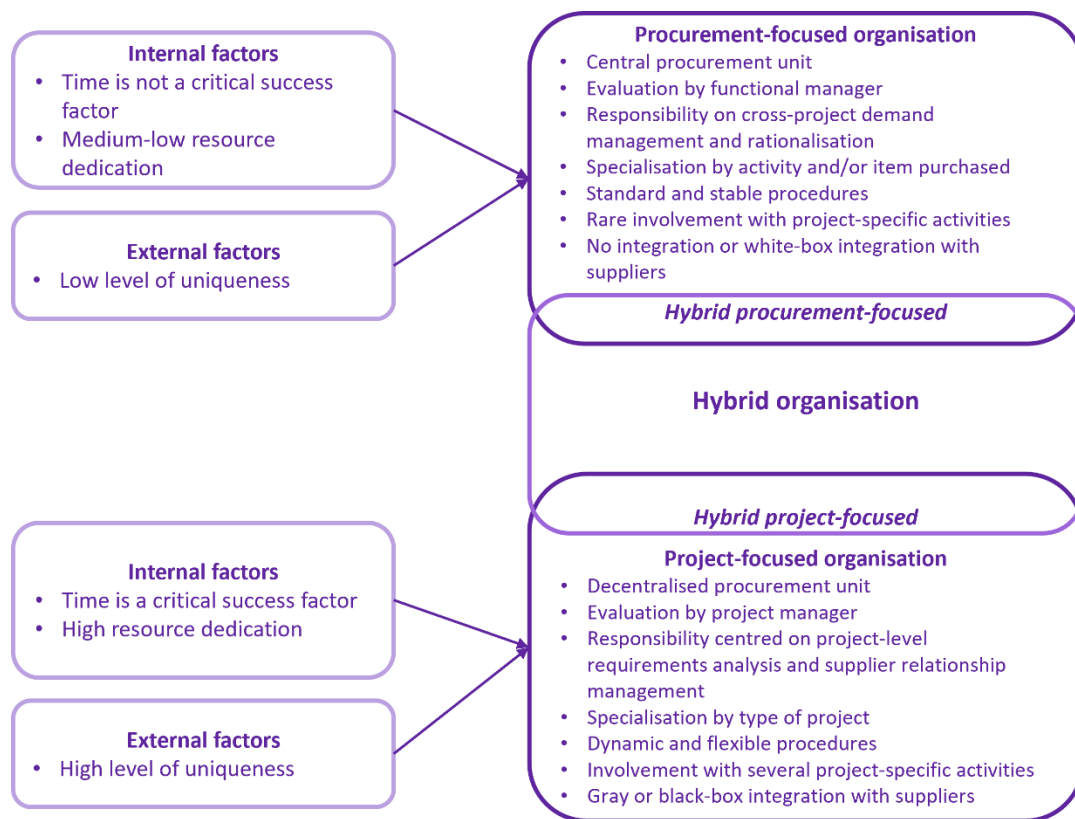 Internal factors
• Time is not a critical success
factor
• Medium-low resource
dedication
External factors
• Low level of uniqueness
Procurement-focused organisation
• Central procurement unit
• Evaluation by functional manager
• Responsibility on cross-project demand
management and rationalisation
• Specialisation by activity and/or item purchased
• Standard and stable procedures
• Rare involvement with project-specific activities
• No integration or white-box integration with
suppliers
Hybrid procurement-focused
Hybrid organisation
Hybrid project-focused
Internal factors
• Time is a critical success factor
• High resource dedication
External factors
• High level of uniqueness
Project-focused organisation
• Decentralised procurement unit
• Evaluation by project manager
• Responsibility centred on project-level
requirements analysis and supplier relationship
management
• Specialisation by type of project
• Dynamic and flexible procedures
• Involvement with several project-specific activities
• Gray or black-box integration with suppliers